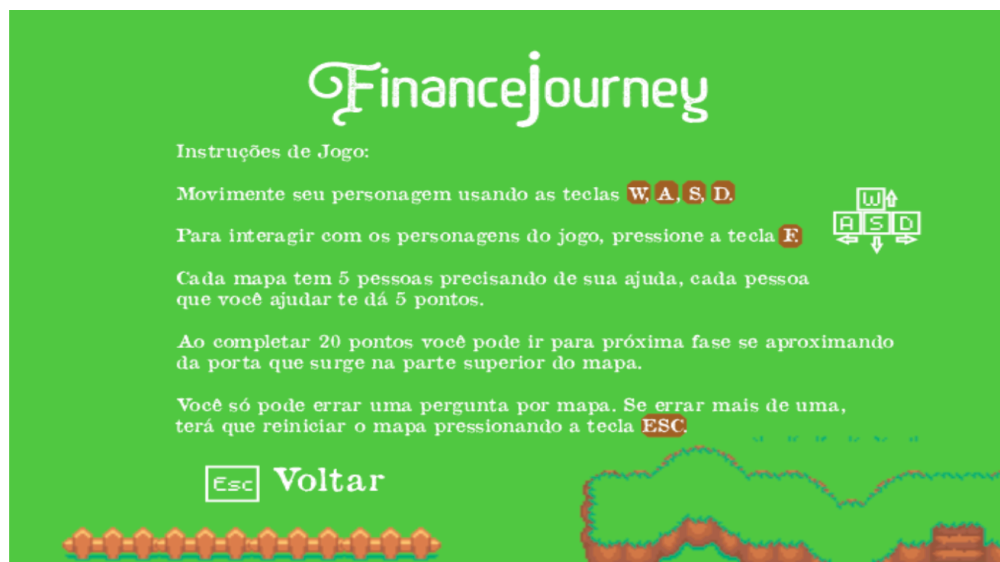 FinanceJourney
Instruções de Jogo:
Movimente seu personagem usando as teclas W, A, S, D.
Para interagir com os personagens do jogo, pressione a tecla F.
W
A S D
Cada mapa tem 5 pessoas precisando de sua ajuda, cada pessoa
que você ajudar te dá 5 pontos.
Ao completar 20 pontos você pode ir para próxima fase se aproximando
da porta que surge na parte superior do mapa.
Você só pode errar uma pergunta por mapa. Se errar mais de uma,
terá que reiniciar o mapa pressionando a tecla ESC.
Esc Voltar